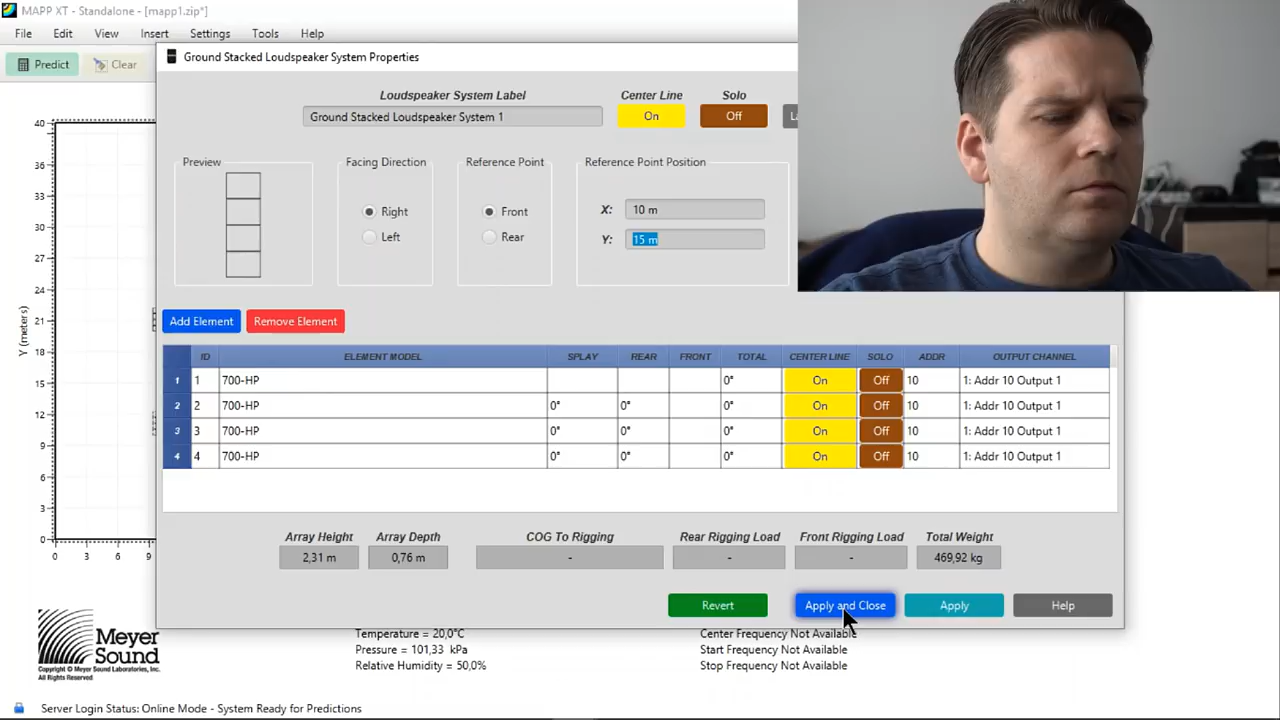 MAPP XT - Standalone - [mapp1.zip*]
File Edit View Insert Settings Tools Help
Predict Clear
Ground Stacked Loudspeaker System Properties
Loudspeaker System Label Center Line Solo
Ground Stacked Loudspeaker System 1 On Off
Preview Facing Direction Reference Point Reference Point Position
Right Front X: 10 m
Left Rear Y: 15 m
Add Element Remove Element
ID ELEMENT MODEL SPLAY REAR FRONT TOTAL CENTER LINE SOLO ADDR OUTPUT CHANNEL
1 1 700-HP 0° On Off 10 1: Addr 10 Output 1
2 2 700-HP 0° 0° 0° On Off 10 1: Addr 10 Output 1
3 3 700-HP 0° 0° 0° On Off 10 1: Addr 10 Output 1
4 4 700-HP 0° 0° 0° On Off 10 1: Addr 10 Output 1
Array Height Array Depth COG To Rigging Rear Rigging Load Front Rigging Load Total Weight
2,31 m 0,76 m - - - 469,92 kg
Revert Apply and Close Apply Help
40
36
33
30
27
24
21
18
15
12
9
6
3
0
Y (meters)
0 3 6 9
Meyer Sound
Copyright © Meyer Sound Laboratories, Inc.
All Rights Reserved.
Temperature = 20,0°C
Pressure = 101,33 kPa
Relative Humidity = 50,0%
Center Frequency Not Available
Start Frequency Not Available
Stop Frequency Not Available
Server Login Status: Online Mode - System Ready for Predictions